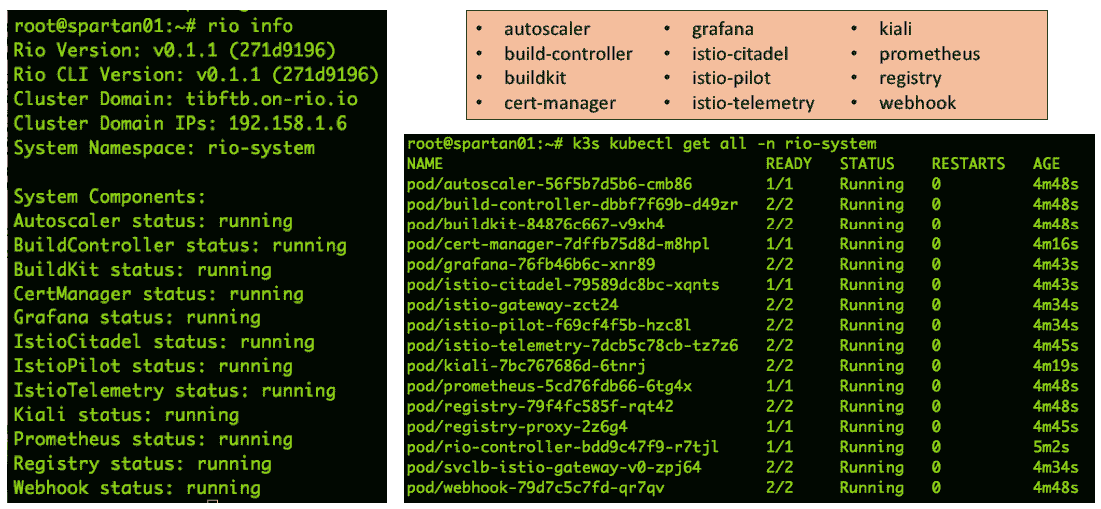 root@spartan01:~# rio info
Rio Version: v0.1.1 (271d9196)
Rio CLI Version: v0.1.1 (271d9196)
Cluster Domain: tibftb.on-rio.io
Cluster Domain IPs: 192.158.1.6
System Namespace: rio-system
System Components:
Autoscaler status: running
BuildController status: running
BuildKit status: running
CertManager status: running
Grafana status: running
IstioCitadel status: running
IstioPilot status: running
IstioTelemetry status: running
Kiali status: running
Prometheus status: running
Registry status: running
Webhook status: running
• autoscaler
• build-controller
• buildkit
• cert-manager
• grafana
• istio-citadel
• istio-pilot
• istio-telemetry
• kiali
• prometheus
• registry
• webhook
root@spartan01:~# k3s kubectl get all -n rio-system
NAME READY STATUS RESTARTS AGE
pod/autoscaler-56f5b7d5b6-cmb86 1/1 Running 0 4m48s
pod/build-controller-dbbf7f69b-d49zr 2/2 Running 0 4m48s
pod/buildkit-84876c667-v9xh4 2/2 Running 0 4m48s
pod/cert-manager-7dffb75d8d-m8hpl 1/1 Running 0 4m16s
pod/grafana-76fb46b6c-xnr89 2/2 Running 0 4m43s
pod/istio-citadel-79589dc8bc-xqnts 1/1 Running 0 4m43s
pod/istio-gateway-zct24 2/2 Running 0 4m34s
pod/istio-pilot-f69cf4f5b-hzc8l 2/2 Running 0 4m34s
pod/istio-telemetry-7dcb5c78cb-tz7z6 2/2 Running 0 4m45s
pod/kiali-7bc767686d-6tnrj 2/2 Running 0 4m19s
pod/prometheus-5cd76fdb66-6tg4x 1/1 Running 0 4m48s
pod/registry-79f4fc585f-rqt42 2/2 Running 0 4m48s
pod/registry-proxy-2z6g4 1/1 Running 0 4m45s
pod/rio-controller-bdd9c47f9-r7tjl 1/1 Running 0 5m2s
pod/svclb-istio-gateway-v0-zpj64 2/2 Running 0 4m34s
pod/webhook-79d7c5c7fd-qr7qv 2/2 Running 0 4m48s